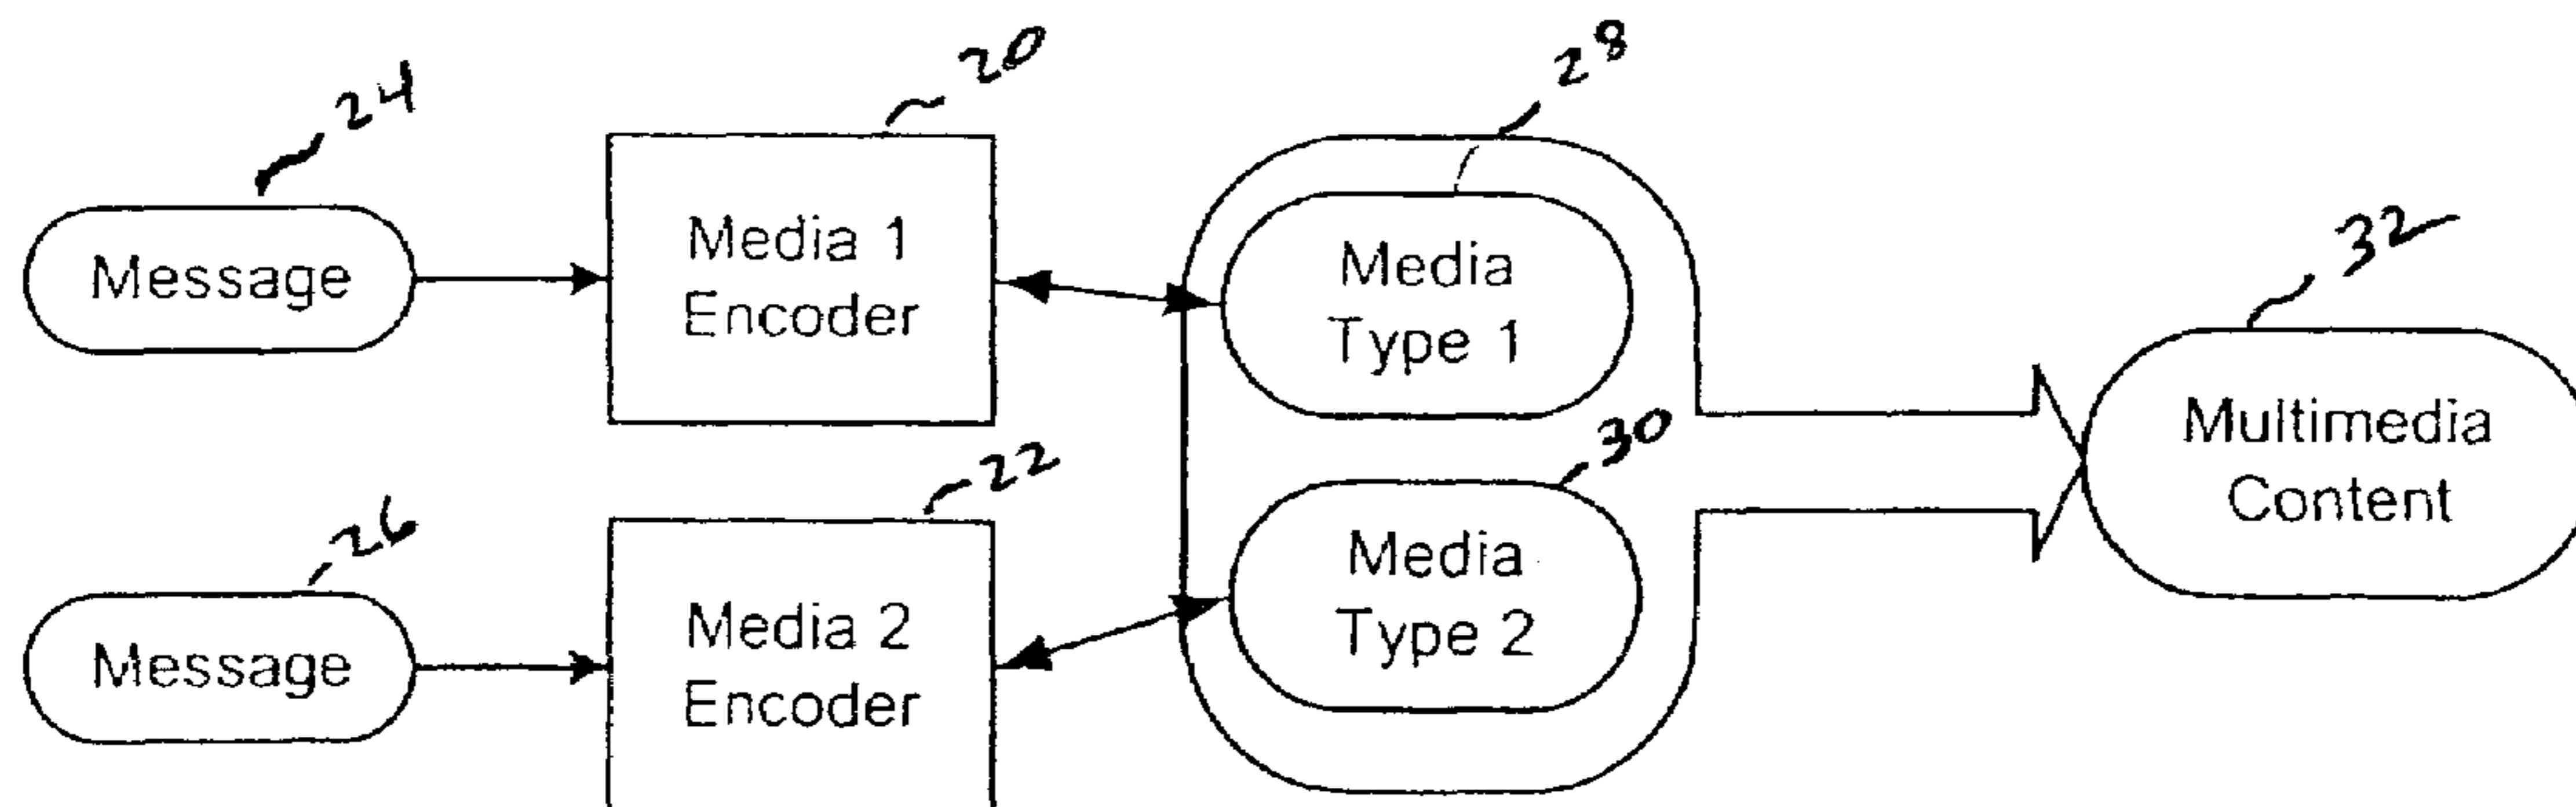 24
20
28
32
Message
Media 1
Encoder
Media
Type 1
Multimedia
Content
26
22
30
Message
Media 2
Encoder
Media
Type 2